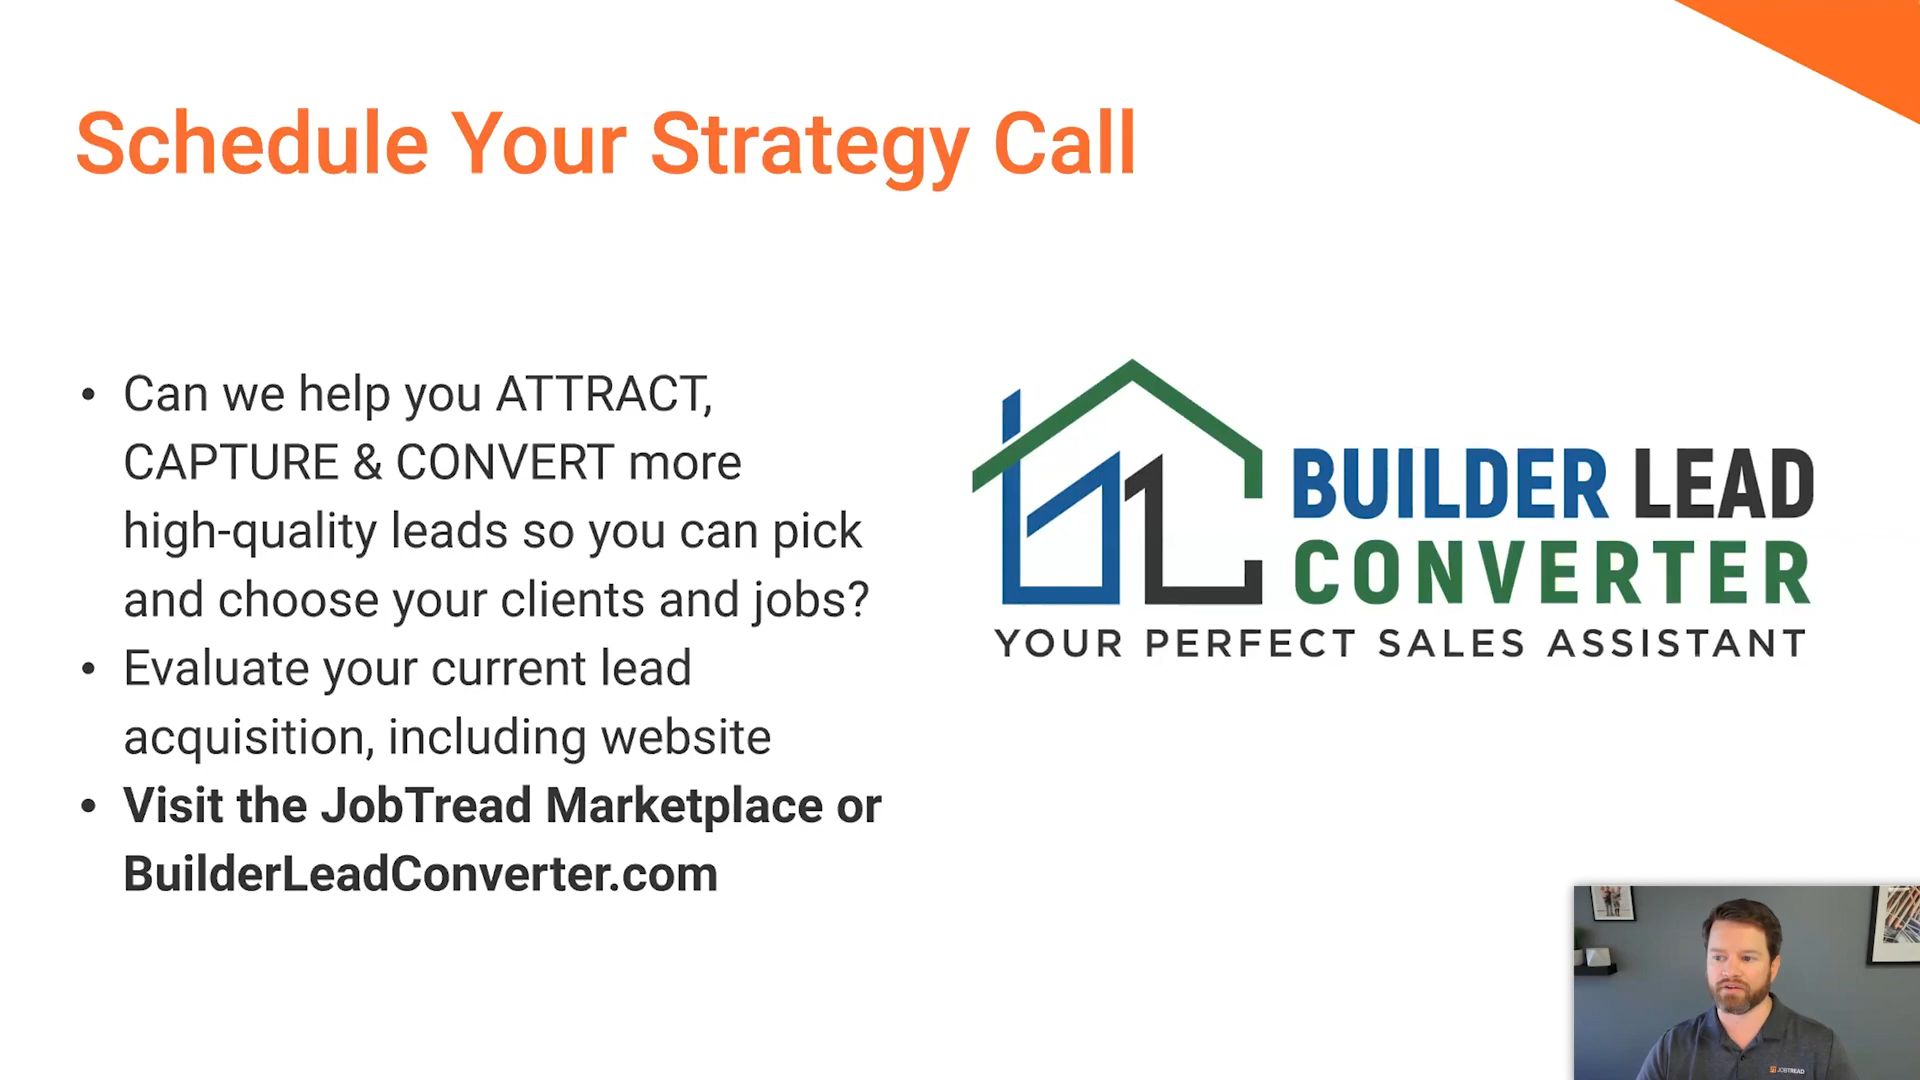 Schedule Your Strategy Call
• Can we help you ATTRACT,
CAPTURE & CONVERT more
high-quality leads so you can pick
and choose your clients and jobs?
• Evaluate your current lead
acquisition, including website
• Visit the JobTread Marketplace or
BuilderLeadConverter.com
BUILDER LEAD
CONVERTER
YOUR PERFECT SALES ASSISTANT
JOBTREAD